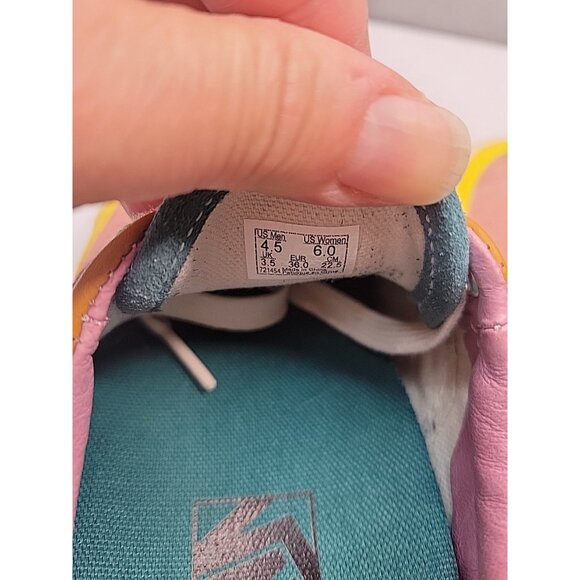 US Men US Women
4.5 6.0
UK EUR CM
3.5 36.0 22.5
721454 Made in China